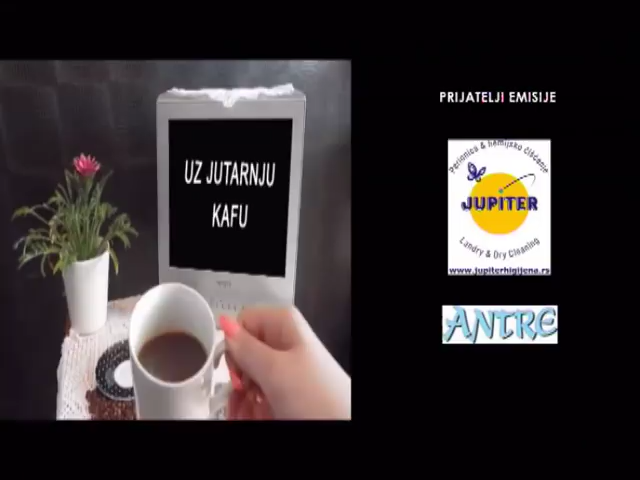 UZ JUTARNJU
KAFU
PRIJATELJI EMISIJE
Perionica & hemijsko čišćenje
JUPITER
Landry & Dry Cleaning
www.jupiterhigijena.rs
ANTRE